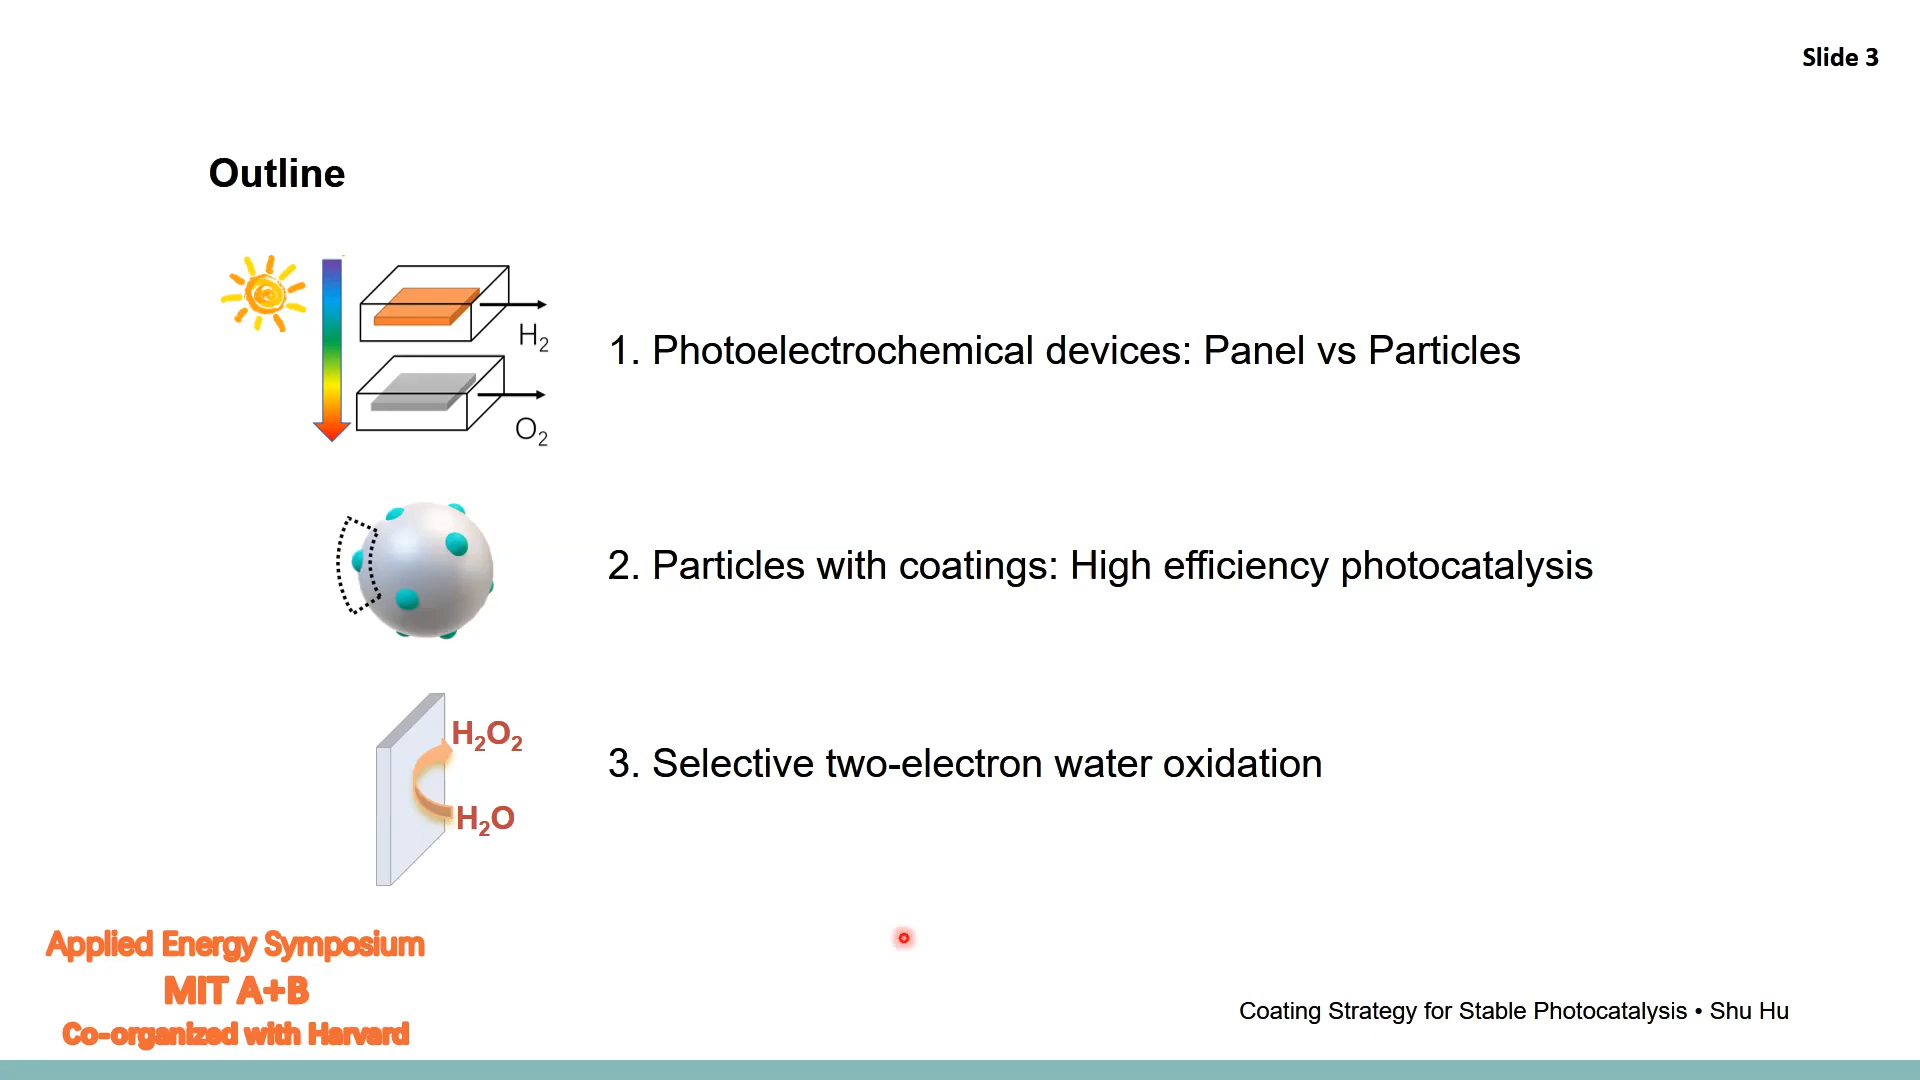 Slide 3
Outline
H₂
O₂
1. Photoelectrochemical devices: Panel vs Particles
2. Particles with coatings: High efficiency photocatalysis
H₂O₂
H₂O
3. Selective two-electron water oxidation
Applied Energy Symposium
MIT A+B
Co-organized with Harvard
Coating Strategy for Stable Photocatalysis • Shu Hu